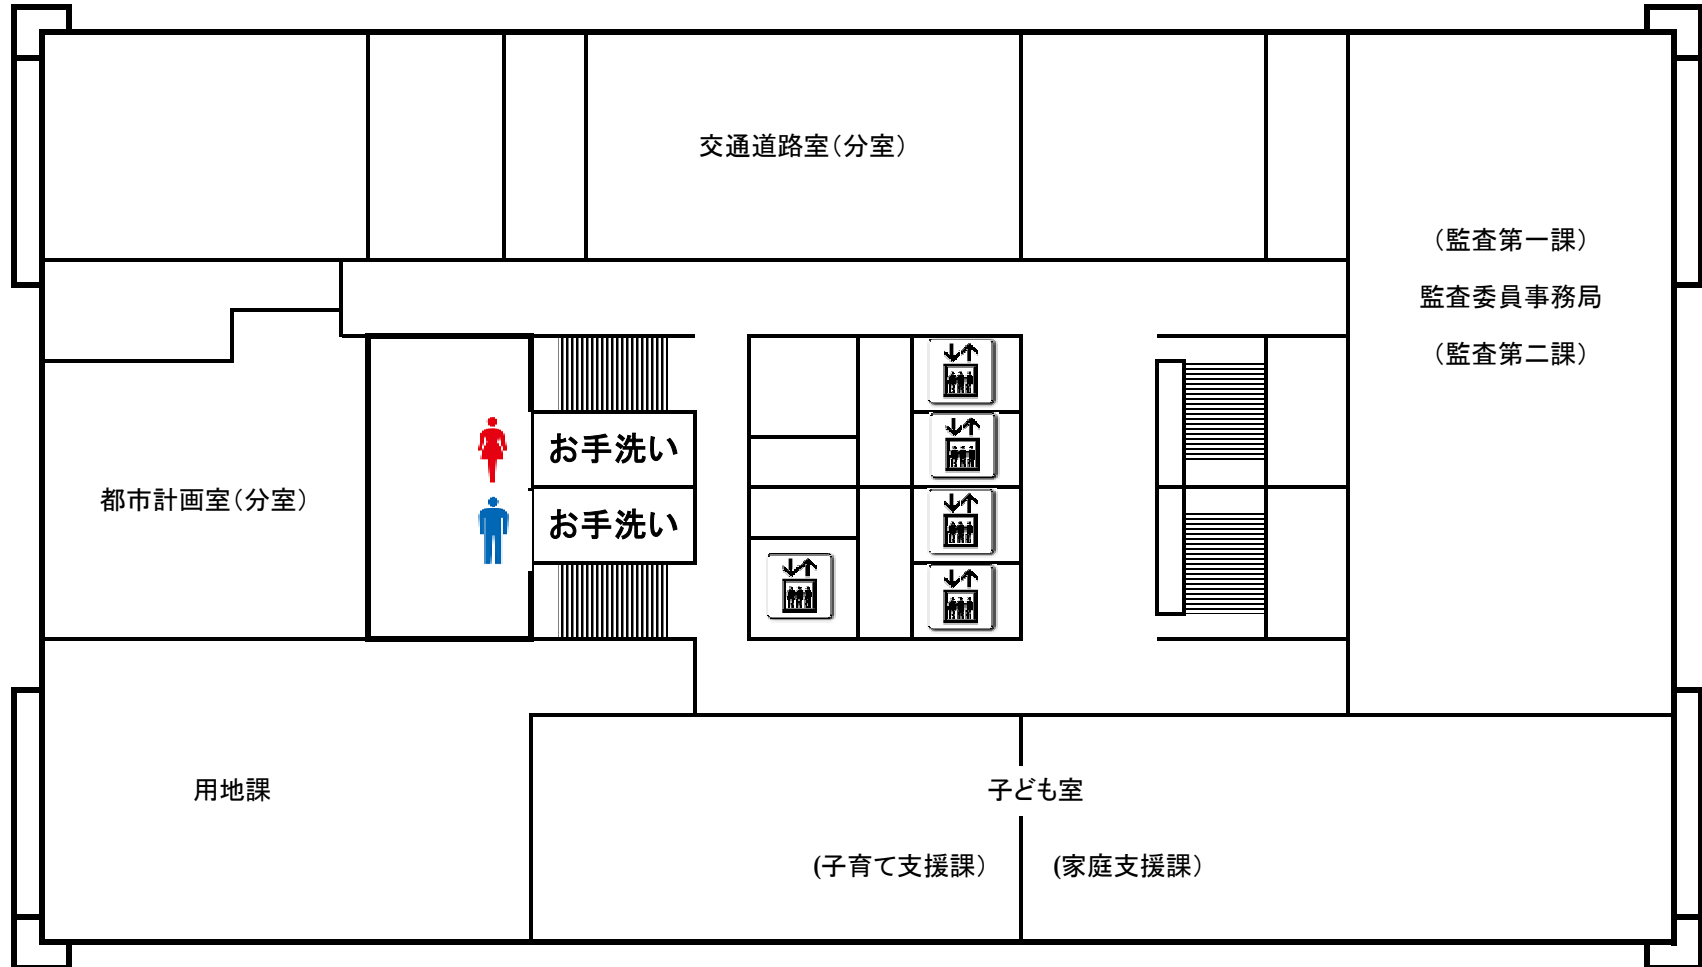 交通道路室（分室）
（監査第一課）
監査委員事務局
（監査第二課）
お手洗い
都市計画室（分室）
お手洗い
用地課
子ども室
(子育て支援課）
(家庭支援課）